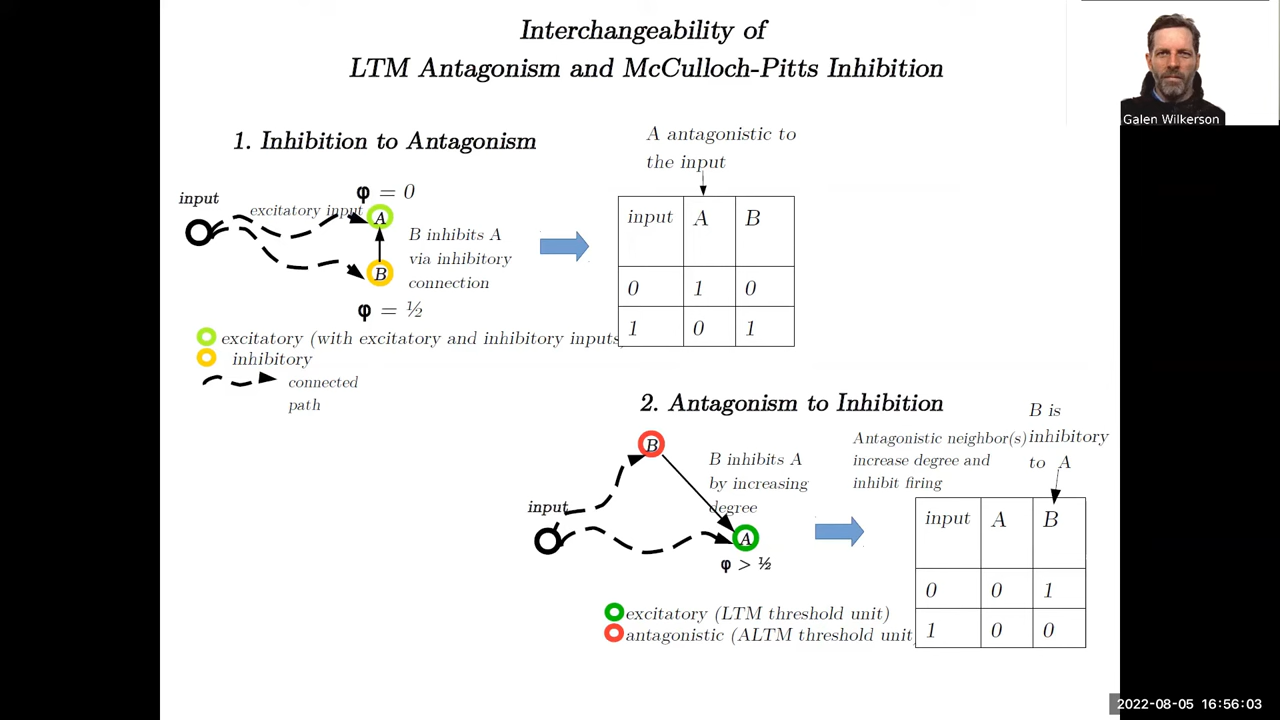 Interchangeability of
LTM Antagonism and McCulloch-Pitts Inhibition
Galen Wilkerson
1. Inhibition to Antagonism
A antagonistic to
the input
φ = 0
input
excitatory input
A
B inhibits A
via inhibitory
connection
B
φ = ½
input A B
0 1 0
1 0 1
excitatory (with excitatory and inhibitory inputs)
inhibitory
connected
path
2. Antagonism to Inhibition
B is
inhibitory
to A
Antagonistic neighbor(s)
increase degree and
inhibit firing
B
B inhibits A
by increasing
degree
input
A
φ > ½
input A B
0 0 1
1 0 0
excitatory (LTM threshold unit)
antagonistic (ALTM threshold unit
2022-08-05 16:56:03